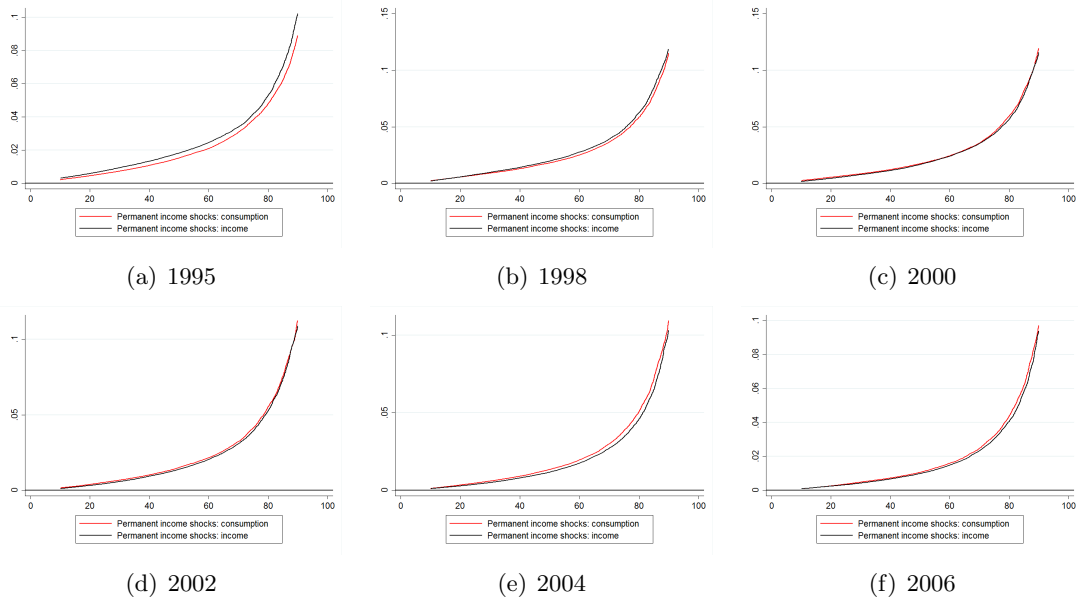 .1
.08
.06
.04
.02
0
0 20 40 60 80 100
Permanent income shocks: consumption
Permanent income shocks: income
(a) 1995
.15
.1
.05
0
0 20 40 60 80 100
Permanent income shocks: consumption
Permanent income shocks: income
(b) 1998
.15
.1
.05
0
0 20 40 60 80 100
Permanent income shocks: consumption
Permanent income shocks: income
(c) 2000
.1
.05
0
0 20 40 60 80 100
Permanent income shocks: consumption
Permanent income shocks: income
(d) 2002
.1
.05
0
0 20 40 60 80 100
Permanent income shocks: consumption
Permanent income shocks: income
(e) 2004
.1
.08
.06
.04
.02
0
0 20 40 60 80 100
Permanent income shocks: consumption
Permanent income shocks: income
(f) 2006